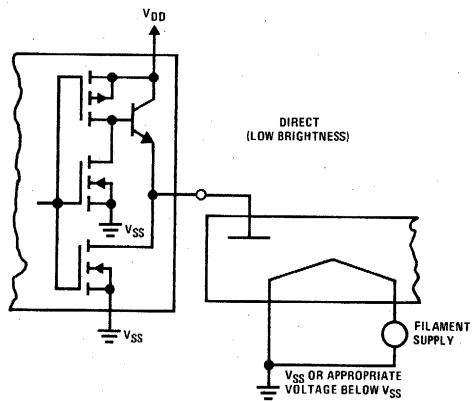 VDD
DIRECT
(LOW BRIGHTNESS)
VSS
VSS
FILAMENT
SUPPLY
VSS OR APPROPRIATE
VOLTAGE BELOW VSS